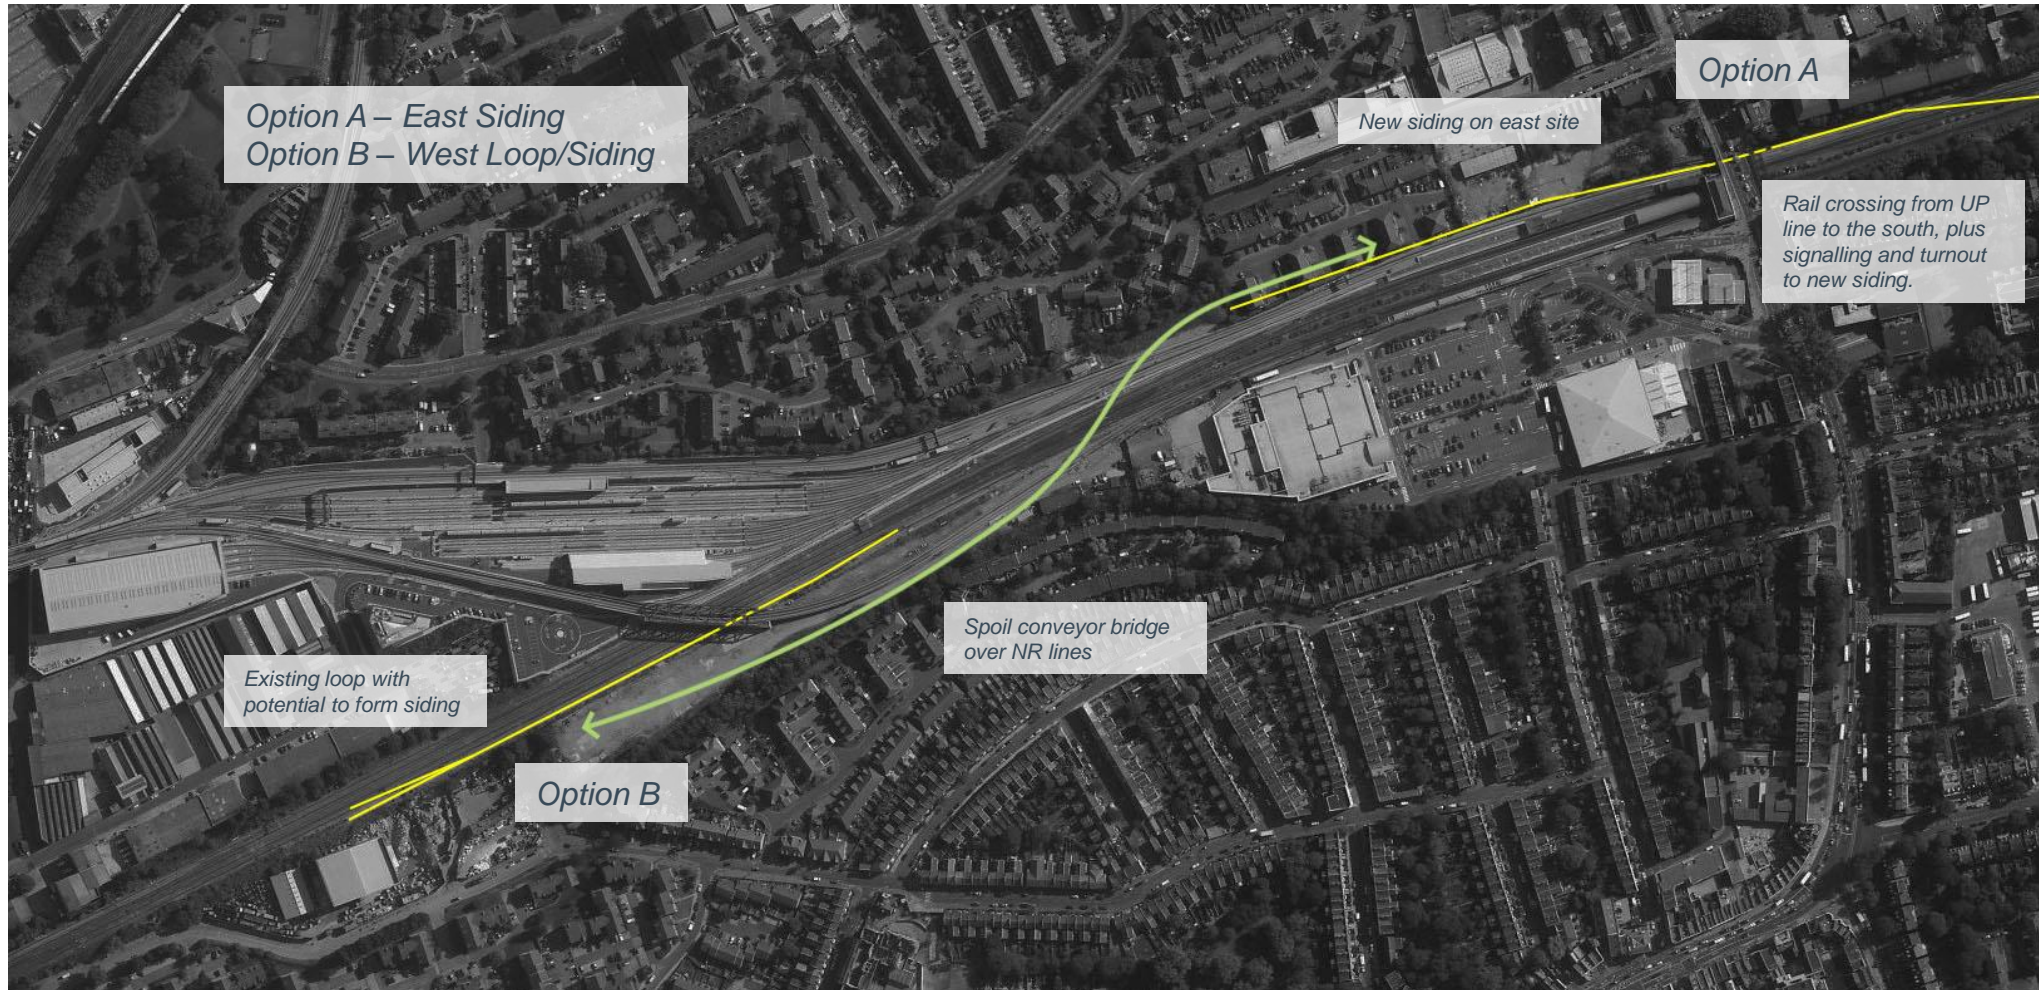 Option A
Option A – East Siding
Option B – West Loop/Siding
New siding on east site
Rail crossing from UP
line to the south, plus
signalling and turnout
to new siding.
Spoil conveyor bridge
over NR lines
Existing loop with
potential to form siding
Option B